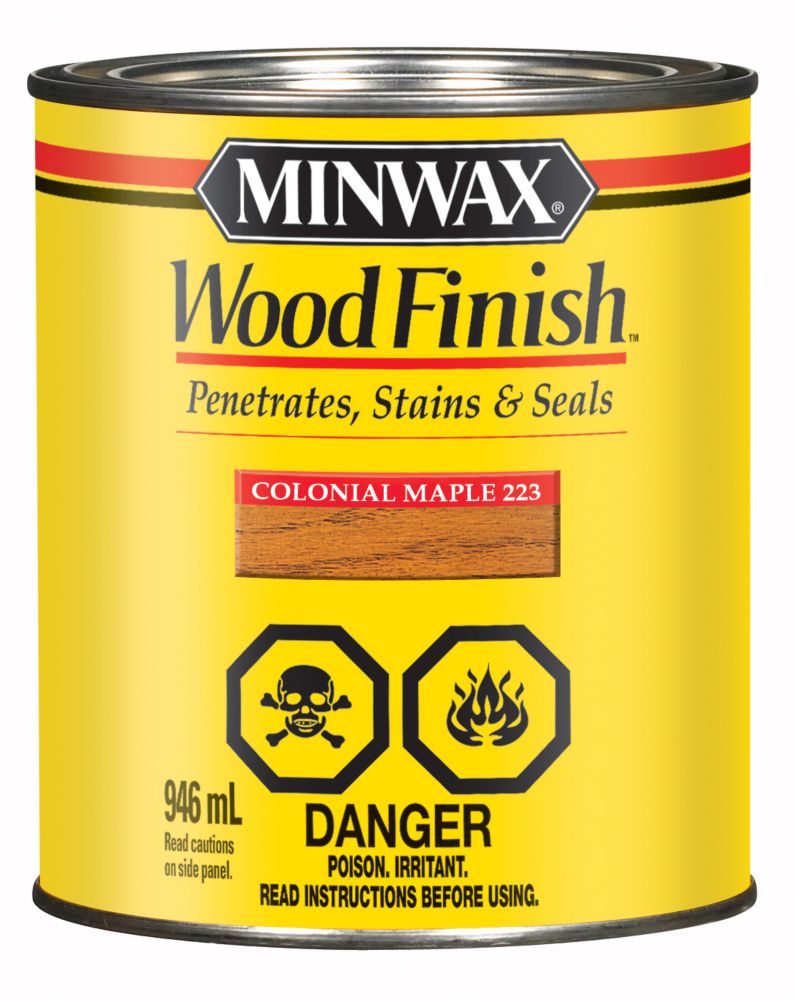 MINWAX®
Wood Finish™
Penetrates, Stains & Seals
COLONIAL MAPLE 223
946 mL
Read cautions
on side panel.
DANGER
POISON. IRRITANT.
READ INSTRUCTIONS BEFORE USING.